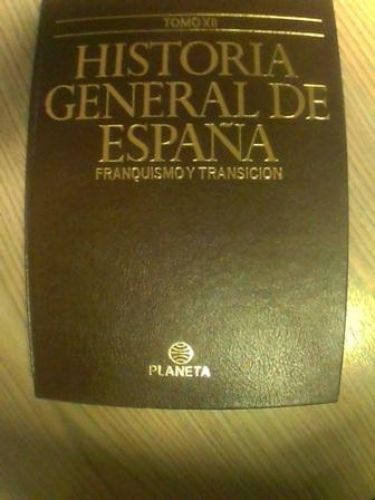 TOMO XII
HISTORIA
GENERAL DE
ESPAÑA
FRANQUISMO Y TRANSICION
PLANETA